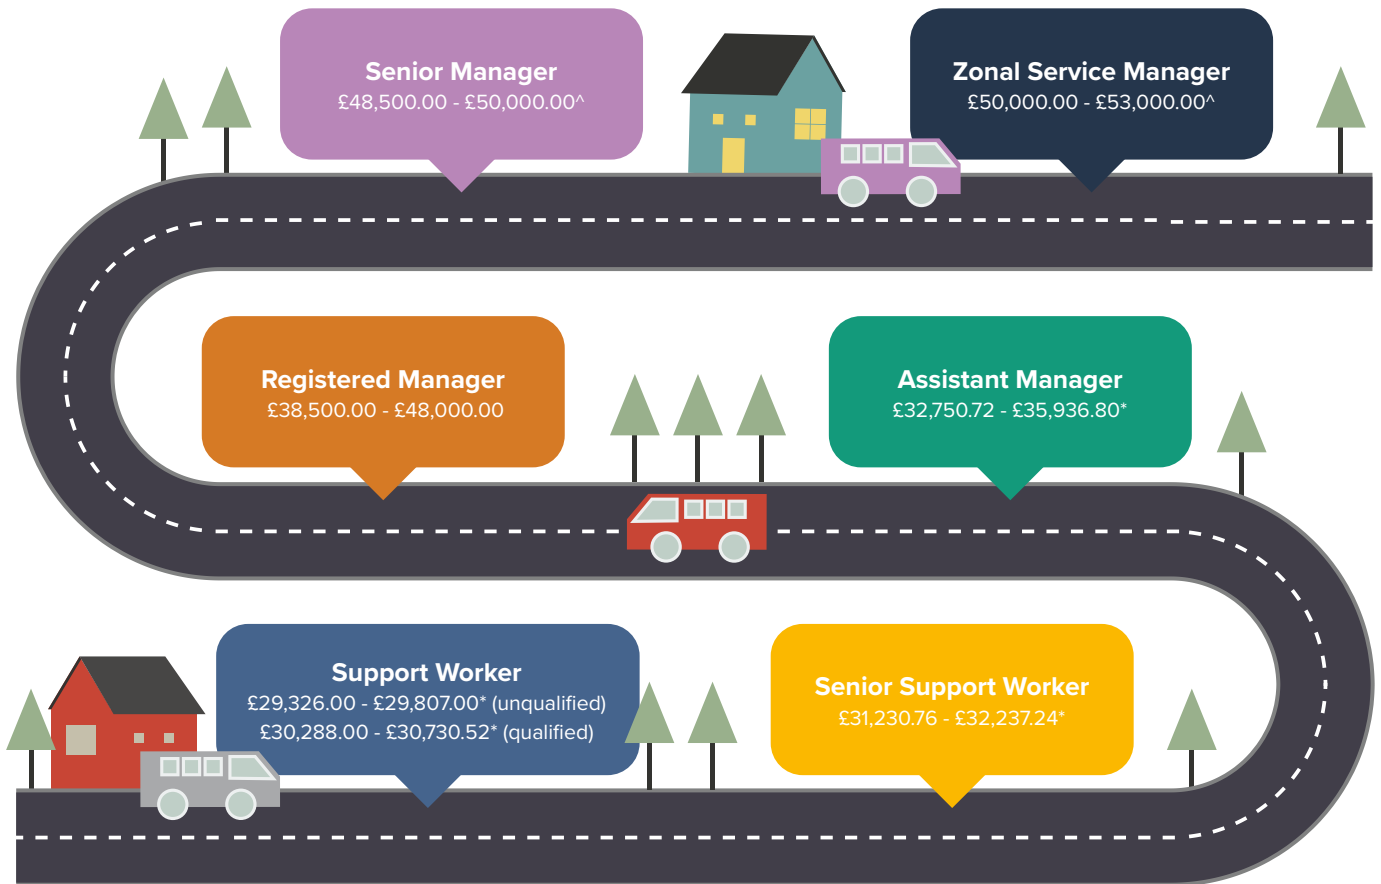 Senior Manager
£48,500.00 - £50,000.00^
Zonal Service Manager
£50,000.00 - £53,000.00^
Registered Manager
£38,500.00 - £48,000.00
Assistant Manager
£32,750.72 - £35,936.80*
Support Worker
£29,326.00 - £29,807.00* (unqualified)
£30,288.00 - £30,730.52* (qualified)
Senior Support Worker
£31,230.76 - £32,237.24*